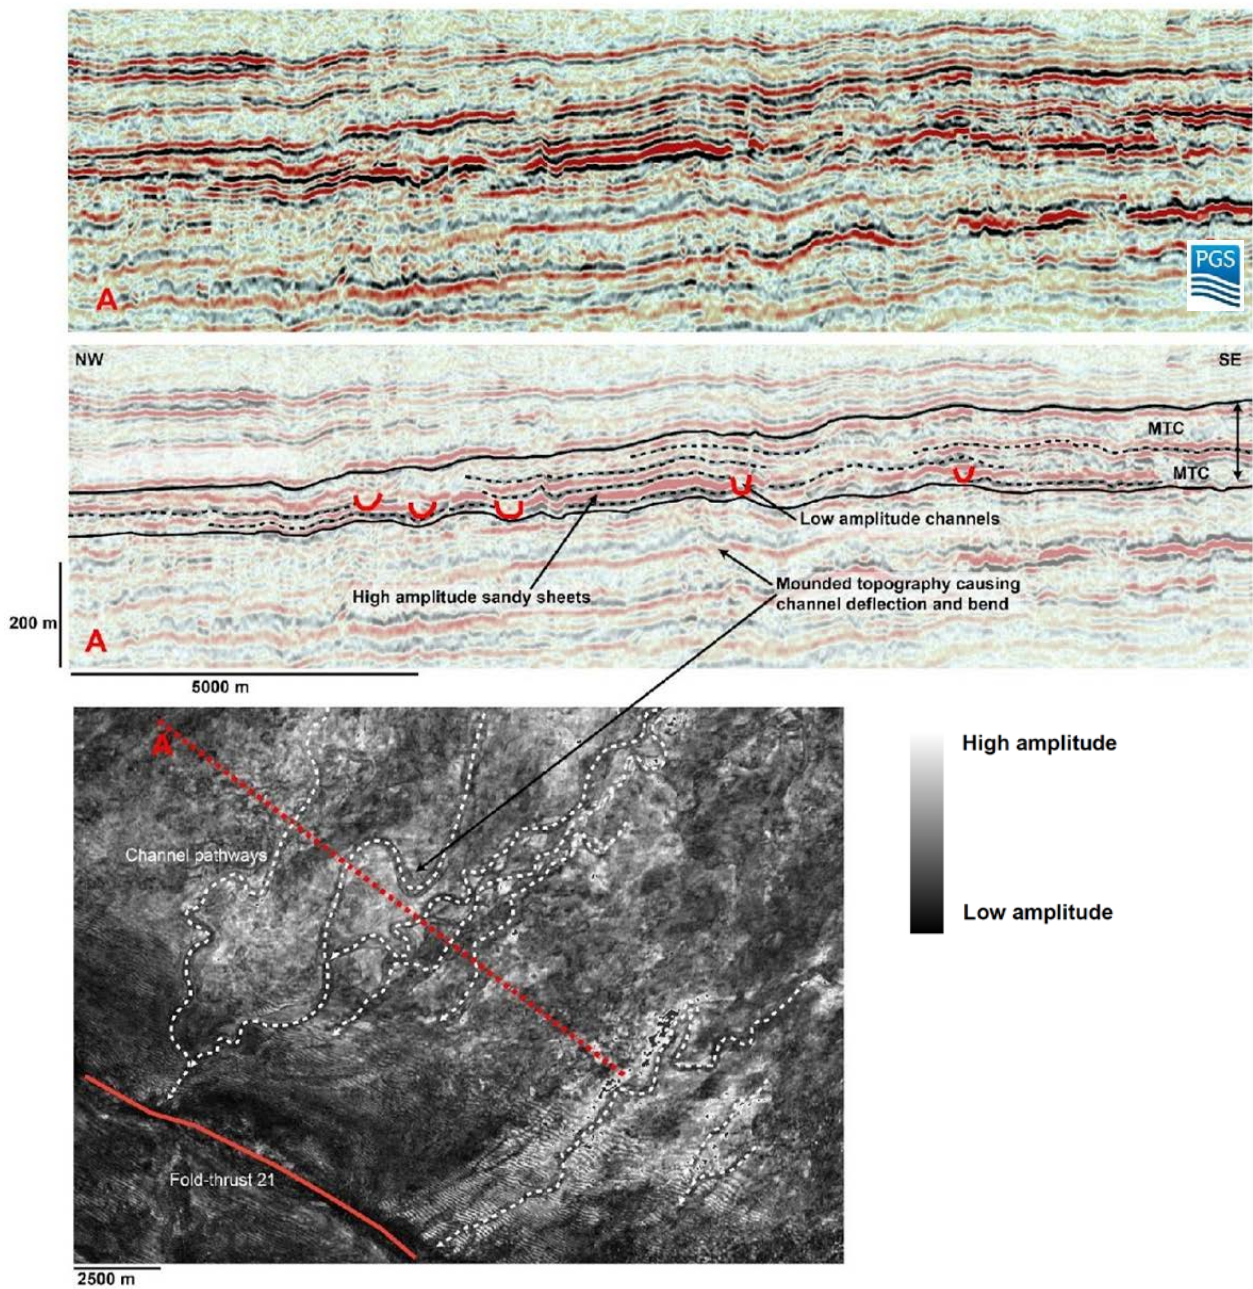 A
PGS
NW
SE
MTC
MTC
Low amplitude channels
High amplitude sandy sheets
Mounded topography causing
channel deflection and bend
200 m
A
5000 m
A
Channel pathways
Fold-thrust 21
2500 m
High amplitude
Low amplitude